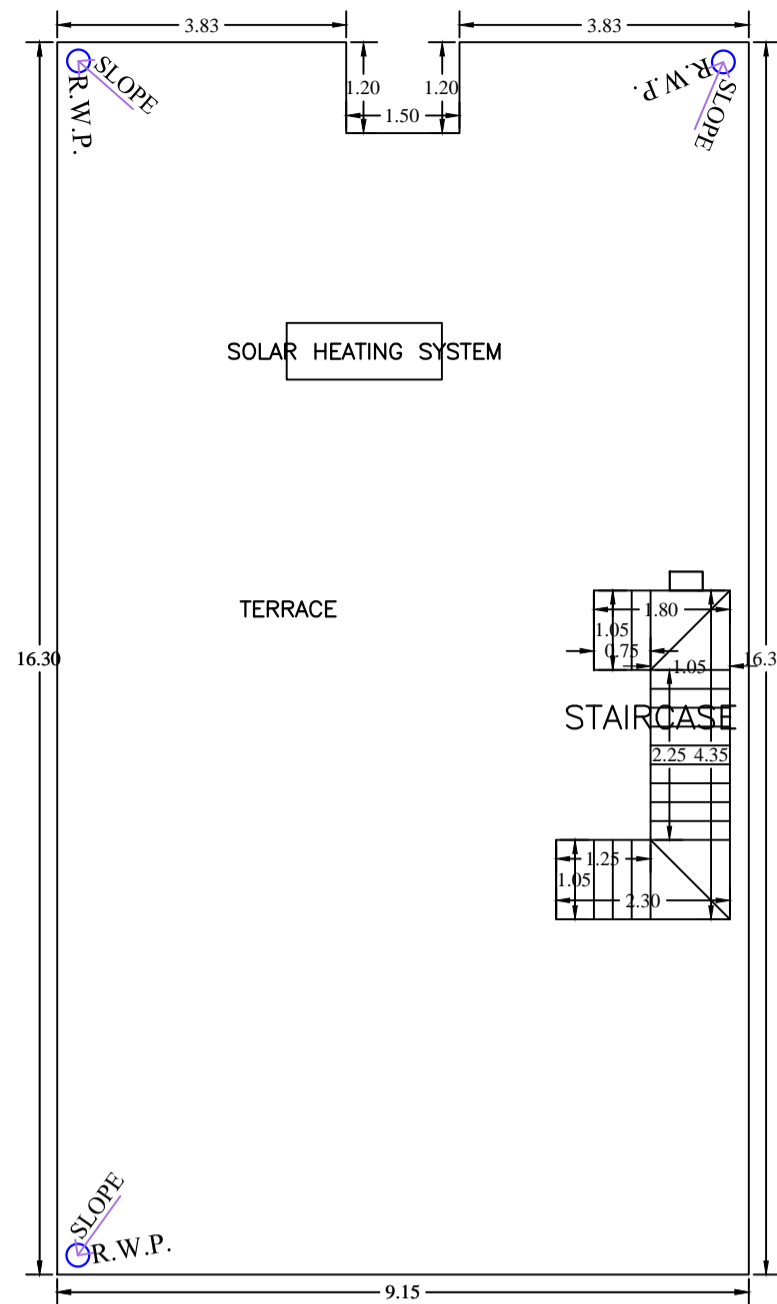 3.83
3.83
SLOPE
R.W.P.
1.20
1.20
1.50
R.W.P.
SLOPE
SOLAR HEATING SYSTEM
TERRACE
1.80
1.05
0.75
1.05
16.30
16.3
STAIRCASE
2.25
4.35
1.25
1.05
2.30
SLOPE
R.W.P.
9.15